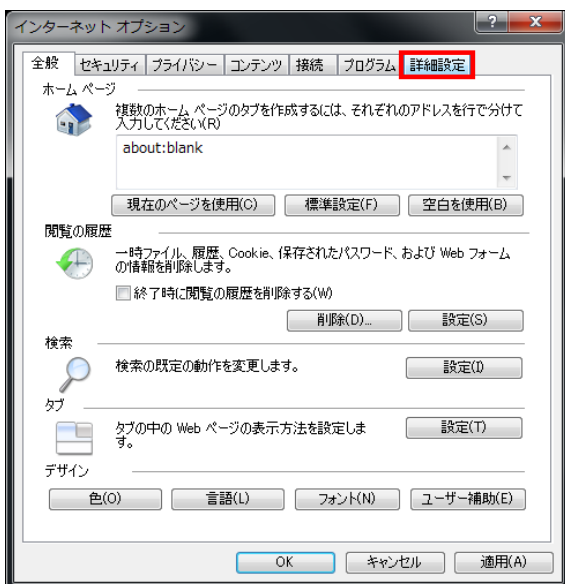 インターネット オプション
全般 セキュリティ プライバシー コンテンツ 接続 プログラム 詳細設定
ホーム ページ
複数のホーム ページのタブを作成するには、それぞれのアドレスを行で分けて
入力してください(R)
about:blank
現在のページを使用(C) 標準設定(F) 空白を使用(B)
閲覧の履歴
一時ファイル、履歴、Cookie、保存されたパスワード、および Web フォーム
の情報を削除します。
終了時に閲覧の履歴を削除する(W)
削除(D)... 設定(S)
検索
検索の既定の動作を変更します。
設定(I)
タブ
タブの中の Web ページの表示方法を設定しま
す。
設定(T)
デザイン
色(O) 言語(L) フォント(N) ユーザー補助(E)
OK キャンセル 適用(A)